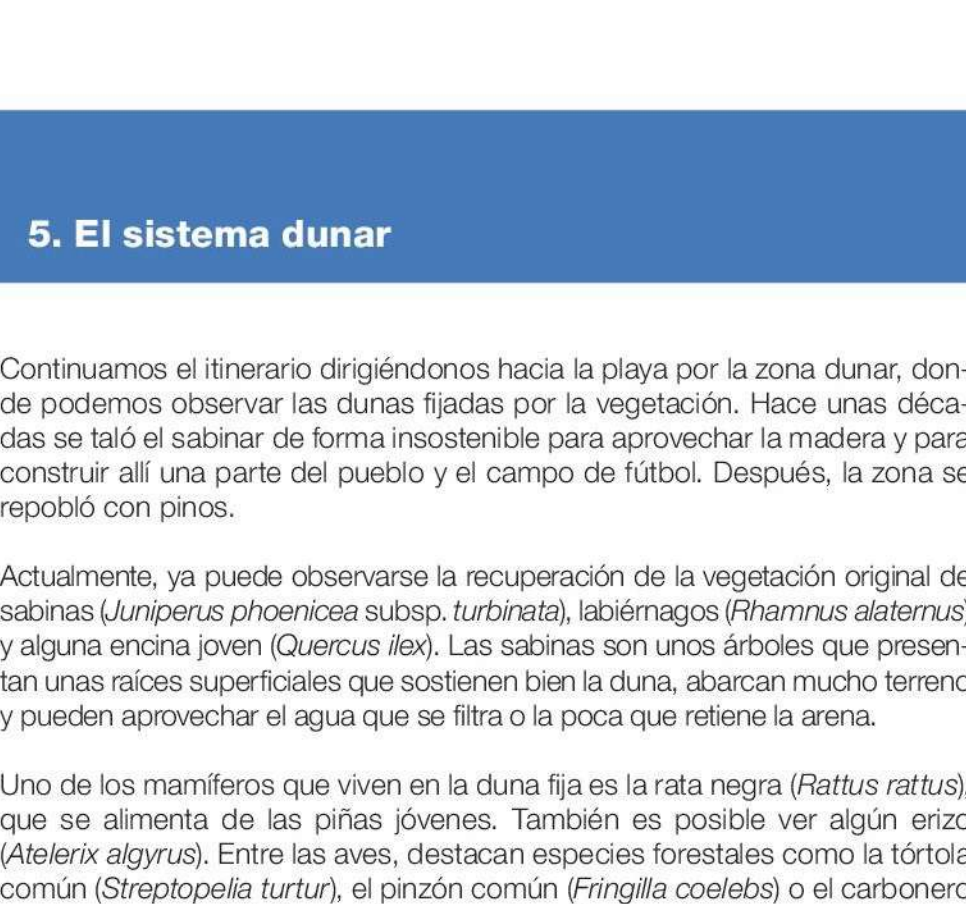 5. El sistema dunar
Continuamos el itinerario dirigiéndonos hacia la playa por la zona dunar, don-
de podemos observar las dunas fijadas por la vegetación. Hace unas déca-
das se taló el sabinar de forma insostenible para aprovechar la madera y para
construir allí una parte del pueblo y el campo de fútbol. Después, la zona se
repobló con pinos.
Actualmente, ya puede observarse la recuperación de la vegetación original de
sabinas (Juniperus phoenicea subsp. turbinata), labiérnagos (Rhamnus alaternus)
y alguna encina joven (Quercus ilex). Las sabinas son unos árboles que presen-
tan unas raíces superficiales que sostienen bien la duna, abarcan mucho terreno
y pueden aprovechar el agua que se filtra o la poca que retiene la arena.
Uno de los mamíferos que viven en la duna fija es la rata negra (Rattus rattus),
que se alimenta de las piñas jóvenes. También es posible ver algún erizo
(Atelerix algyrus). Entre las aves, destacan especies forestales como la tórtola
común (Streptopelia turtur), el pinzón común (Fringilla coelebs) o el carbonero